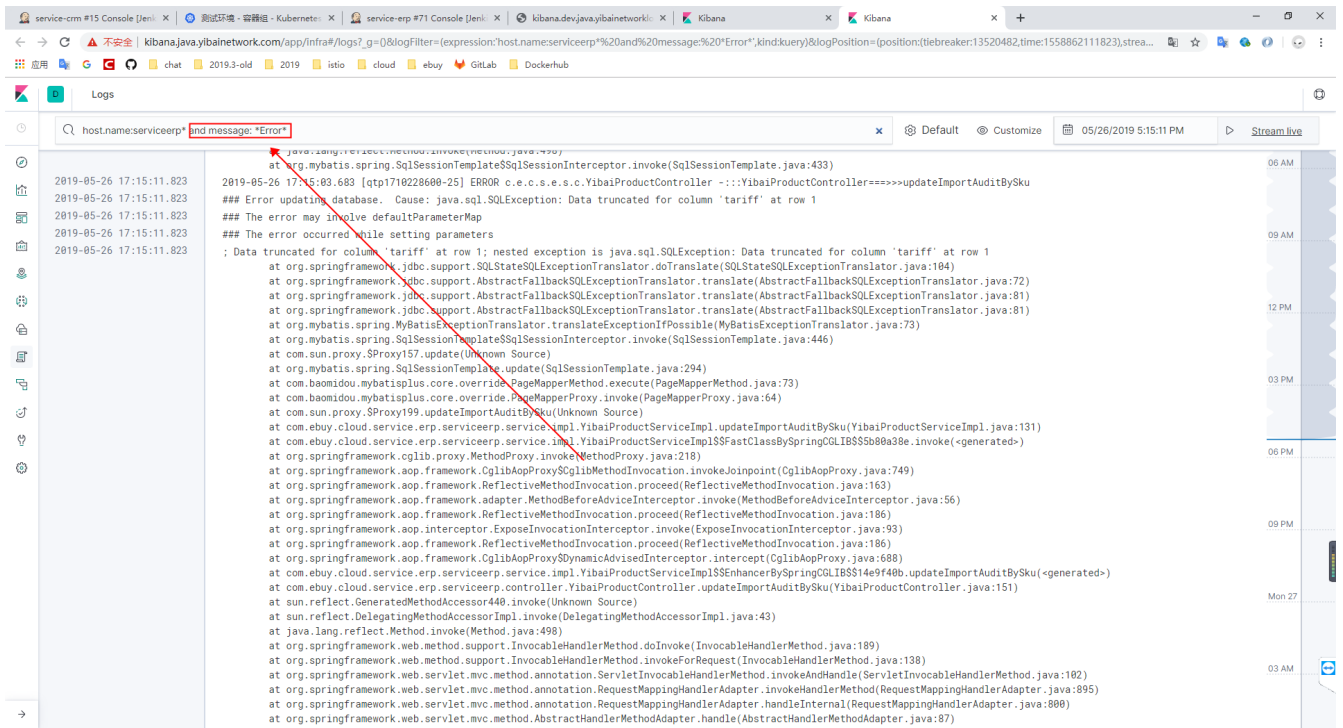 service-crm #15 Console [Jenk
测试环境 - 容器组 - Kubernetes
service-erp #71 Console [Jenk
kibana.dev.java.yibainetworklo
Kibana
Kibana
不安全 | kibana.java.yibainetwork.com/app/infra#/logs?_g=()&logFilter=(expression:'host.name:serviceerp*%20and%20message:%20*Error*',kind:kuery)&logPosition=(position:(tiebreaker:13520482,time:1558862111823),strea...
应用 chat 2019.3-old 2019 istio cloud ebuy GitLab Dockerhub
D Logs
host.name:serviceerp* and message: *Error* Default Customize 05/26/2019 5:15:11 PM Stream live
at java.lang.reflect.Method.invoke(Method.java:498)
at org.mybatis.spring.SqlSessionTemplate$SqlSessionInterceptor.invoke(SqlSessionTemplate.java:433)
06 AM
2019-05-26 17:15:11.823 2019-05-26 17:15:03.683 [qtp1710228600-25] ERROR c.e.c.s.e.s.c.YibaiProductController -:::YibaiProductController===>>>updateImportAuditBySku
2019-05-26 17:15:11.823 ### Error updating database. Cause: java.sql.SQLException: Data truncated for column 'tariff' at row 1
2019-05-26 17:15:11.823 ### The error may involve defaultParameterMap
2019-05-26 17:15:11.823 ### The error occurred while setting parameters
09 AM
2019-05-26 17:15:11.823 ; Data truncated for column 'tariff' at row 1; nested exception is java.sql.SQLException: Data truncated for column 'tariff' at row 1
at org.springframework.jdbc.support.SQLStateSQLExceptionTranslator.doTranslate(SQLStateSQLExceptionTranslator.java:104)
at org.springframework.jdbc.support.AbstractFallbackSQLExceptionTranslator.translate(AbstractFallbackSQLExceptionTranslator.java:72)
at org.springframework.jdbc.support.AbstractFallbackSQLExceptionTranslator.translate(AbstractFallbackSQLExceptionTranslator.java:81)
at org.springframework.jdbc.support.AbstractFallbackSQLExceptionTranslator.translate(AbstractFallbackSQLExceptionTranslator.java:81)
12 PM
at org.mybatis.spring.MyBatisExceptionTranslator.translateExceptionIfPossible(MyBatisExceptionTranslator.java:73)
at org.mybatis.spring.SqlSessionTemplate$SqlSessionInterceptor.invoke(SqlSessionTemplate.java:446)
at com.sun.proxy.$Proxy157.update(Unknown Source)
at org.mybatis.spring.SqlSessionTemplate.update(SqlSessionTemplate.java:294)
at com.baomidou.mybatisplus.core.override.PageMapperMethod.execute(PageMapperMethod.java:73)
03 PM
at com.baomidou.mybatisplus.core.override.PageMapperProxy.invoke(PageMapperProxy.java:64)
at com.sun.proxy.$Proxy199.updateImportAuditBySku(Unknown Source)
at com.ebuy.cloud.service.erp.serviceerp.service.impl.YibaiProductServiceImpl.updateImportAuditBySku(YibaiProductServiceImpl.java:131)
at com.ebuy.cloud.service.erp.serviceerp.service.impl.YibaiProductServiceImpl$$FastClassBySpringCGLIB$$5b80a38e.invoke(<generated>)
at org.springframework.cglib.proxy.MethodProxy.invoke(MethodProxy.java:218)
06 PM
at org.springframework.aop.framework.CglibAopProxy$CglibMethodInvocation.invokeJoinpoint(CglibAopProxy.java:749)
at org.springframework.aop.framework.ReflectiveMethodInvocation.proceed(ReflectiveMethodInvocation.java:163)
at org.springframework.aop.framework.adapter.MethodBeforeAdviceInterceptor.invoke(MethodBeforeAdviceInterceptor.java:56)
at org.springframework.aop.framework.ReflectiveMethodInvocation.proceed(ReflectiveMethodInvocation.java:186)
at org.springframework.aop.interceptor.ExposeInvocationInterceptor.invoke(ExposeInvocationInterceptor.java:93)
09 PM
at org.springframework.aop.framework.ReflectiveMethodInvocation.proceed(ReflectiveMethodInvocation.java:186)
at org.springframework.aop.framework.CglibAopProxy$DynamicAdvisedInterceptor.intercept(CglibAopProxy.java:688)
at com.ebuy.cloud.service.erp.serviceerp.service.impl.YibaiProductServiceImpl$$EnhancerBySpringCGLIB$$14e9f40b.updateImportAuditBySku(<generated>)
at com.ebuy.cloud.service.erp.serviceerp.controller.YibaiProductController.updateImportAuditBySku(YibaiProductController.java:151)
at sun.reflect.GeneratedMethodAccessor440.invoke(Unknown Source)
Mon 27
at sun.reflect.DelegatingMethodAccessorImpl.invoke(DelegatingMethodAccessorImpl.java:43)
at java.lang.reflect.Method.invoke(Method.java:498)
at org.springframework.web.method.support.InvocableHandlerMethod.doInvoke(InvocableHandlerMethod.java:189)
at org.springframework.web.method.support.InvocableHandlerMethod.invokeForRequest(InvocableHandlerMethod.java:138)
03 AM
at org.springframework.web.servlet.mvc.method.annotation.ServletInvocableHandlerMethod.invokeAndHandle(ServletInvocableHandlerMethod.java:102)
at org.springframework.web.servlet.mvc.method.annotation.RequestMappingHandlerAdapter.invokeHandlerMethod(RequestMappingHandlerAdapter.java:895)
at org.springframework.web.servlet.mvc.method.annotation.RequestMappingHandlerAdapter.handleInternal(RequestMappingHandlerAdapter.java:800)
at org.springframework.web.servlet.mvc.method.AbstractHandlerMethodAdapter.handle(AbstractHandlerMethodAdapter.java:87)